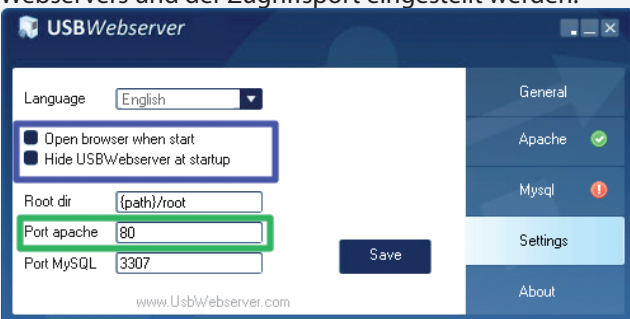 Webservers und der Zugriffsport eingestellt werden.
USBWebserver
Language English
General
Open browser when start
Hide USBWebserver at startup
Apache
Root dir {path}/root
Mysql
Port apache 80
Settings
Port MySQL 3307
Save
www.UsbWebserver.com
About